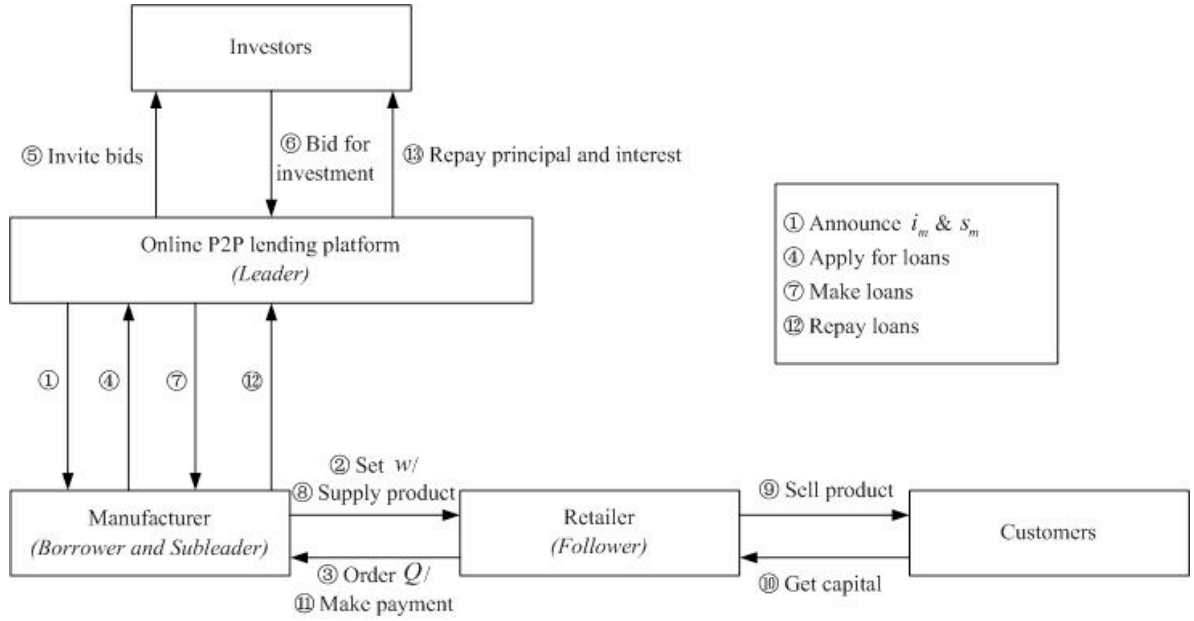 Investors
⑤ Invite bids
⑥ Bid for
investment
⑬ Repay principal and interest
Online P2P lending platform
(Leader)
① Announce i_m & s_m
④ Apply for loans
⑦ Make loans
⑫ Repay loans
①
④
⑦
⑫
② Set w/
⑧ Supply product
⑨ Sell product
Manufacturer
(Borrower and Subleader)
Retailer
(Follower)
Customers
③ Order Q/
⑪ Make payment
⑩ Get capital